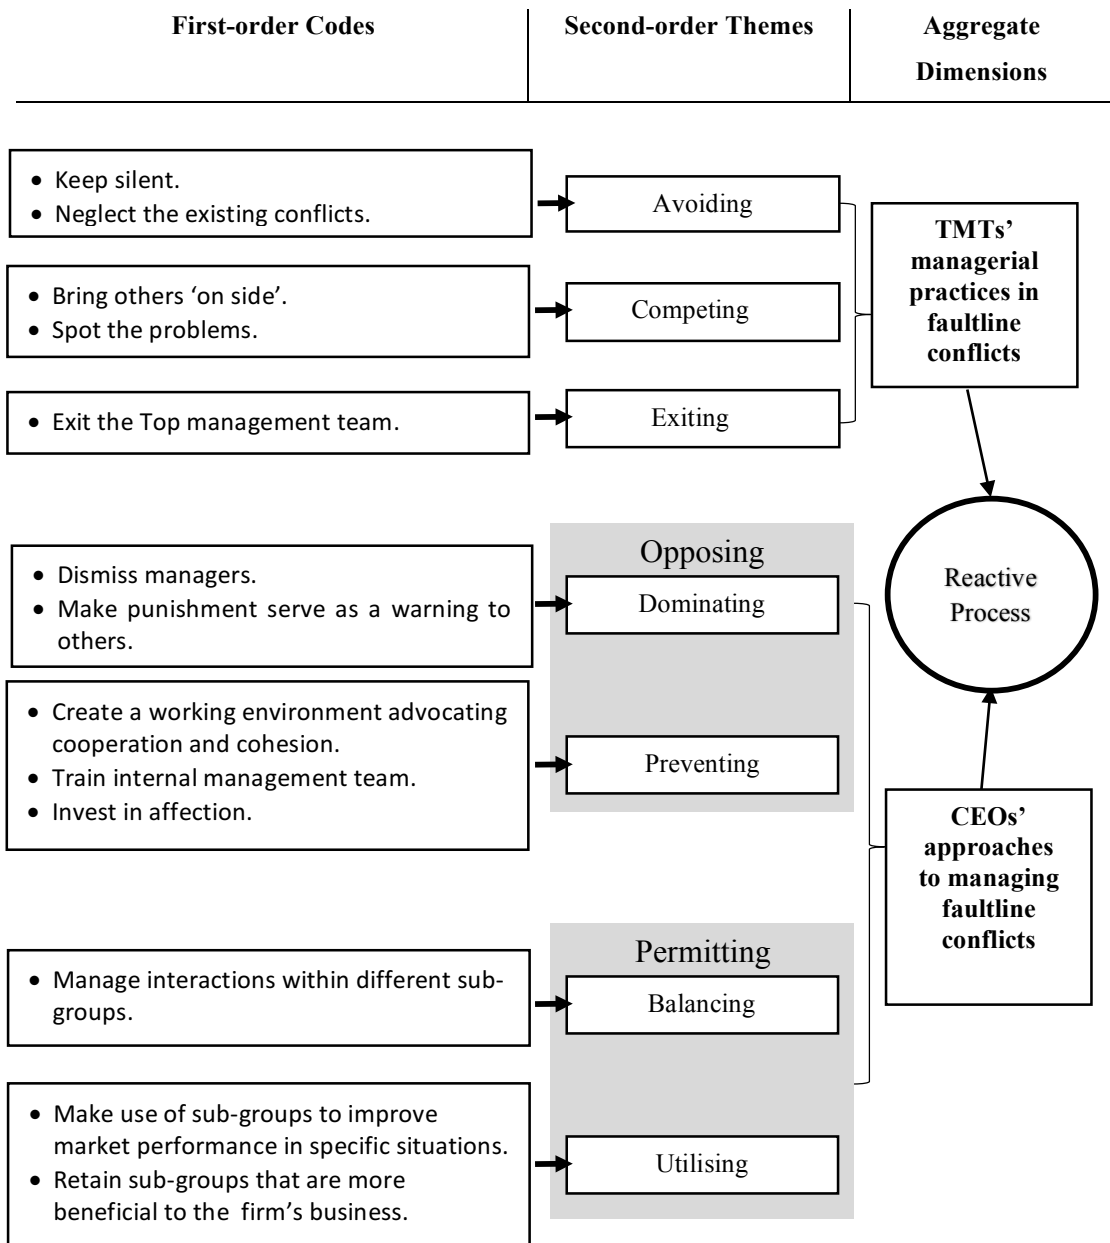 First-order Codes
Second-order Themes
Aggregate
Dimensions
• Keep silent.
• Neglect the existing conflicts.
Avoiding
• Bring others ‘on side’.
• Spot the problems.
Competing
• Exit the Top management team.
Exiting
TMTs’
managerial
practices in
faultline
conflicts
Reactive
Process
Opposing
• Dismiss managers.
• Make punishment serve as a warning to
others.
Dominating
• Create a working environment advocating
cooperation and cohesion.
• Train internal management team.
• Invest in affection.
Preventing
CEOs’
approaches
to managing
faultline
conflicts
Permitting
• Manage interactions within different sub-
groups.
Balancing
• Make use of sub-groups to improve
market performance in specific situations.
• Retain sub-groups that are more
beneficial to the firm’s business.
Utilising